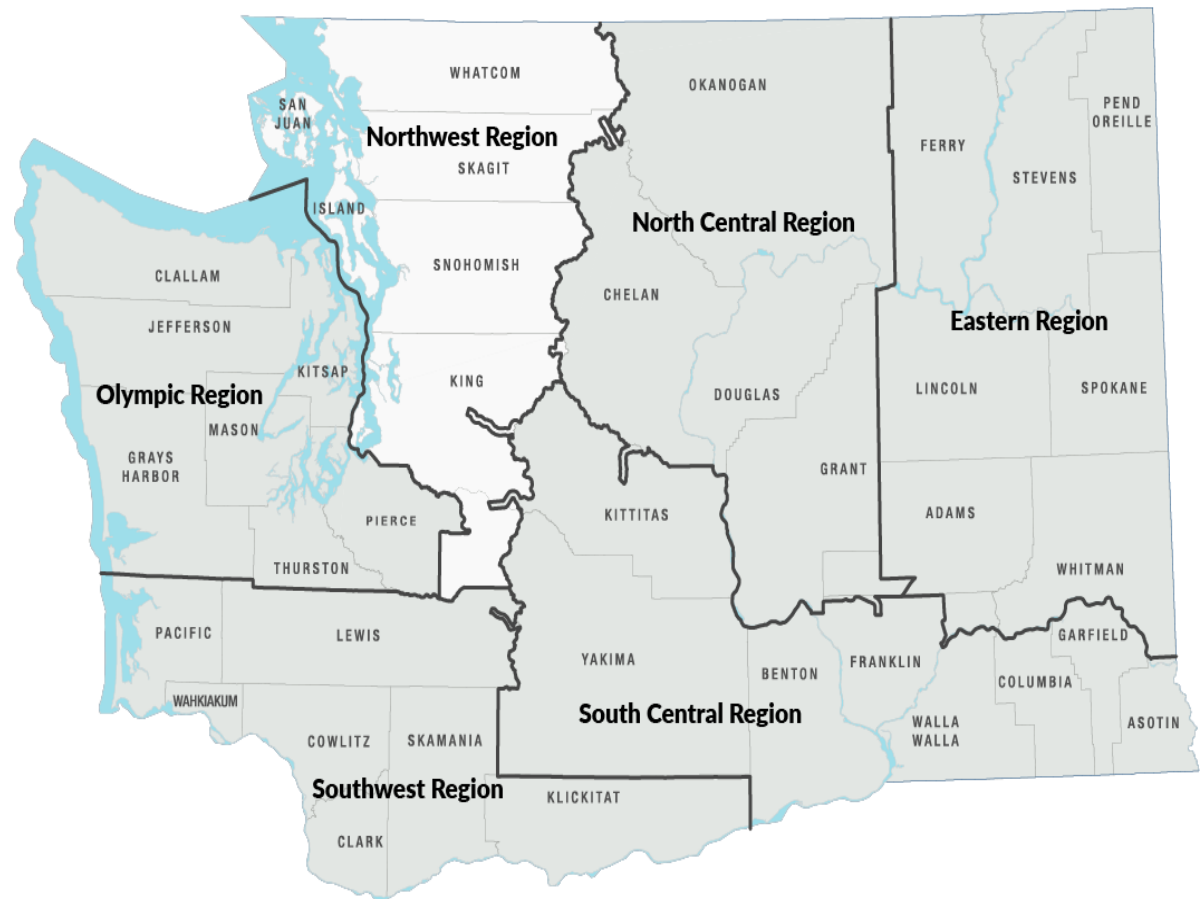 WHATCOM
OKANOGAN
SAN
JUAN
PEND
OREILLE
Northwest Region
FERRY
SKAGIT
STEVENS
ISLAND
North Central Region
SNOHOMISH
CLALLAM
CHELAN
JEFFERSON
Eastern Region
KITSAP
KING
Olympic Region
DOUGLAS
LINCOLN
SPOKANE
MASON
GRAYS
HARBOR
GRANT
KITTITAS
ADAMS
PIERCE
THURSTON
WHITMAN
PACIFIC
LEWIS
GARFIELD
YAKIMA
BENTON
FRANKLIN
COLUMBIA
WAHKIAKUM
South Central Region
WALLA
WALLA
ASOTIN
COWLITZ
SKAMANIA
Southwest Region
KLICKITAT
CLARK